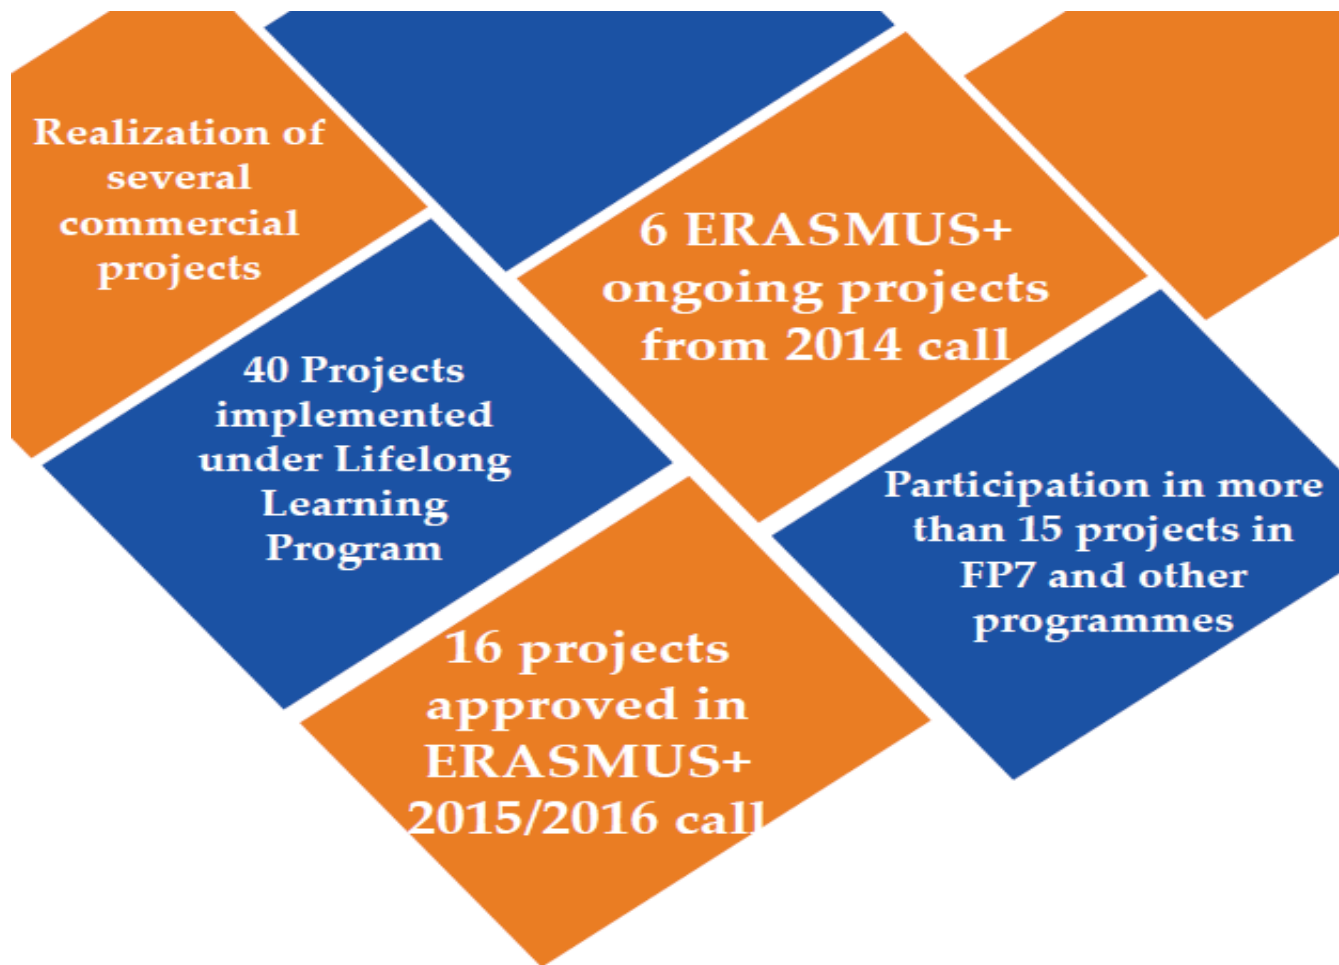 Realization of
several
commercial
projects
6 ERASMUS+
ongoing projects
from 2014 call
40 Projects
implemented
under Lifelong
Learning
Program
Participation in more
than 15 projects in
FP7 and other
programmes
16 projects
approved in
ERASMUS+
2015/2016 call